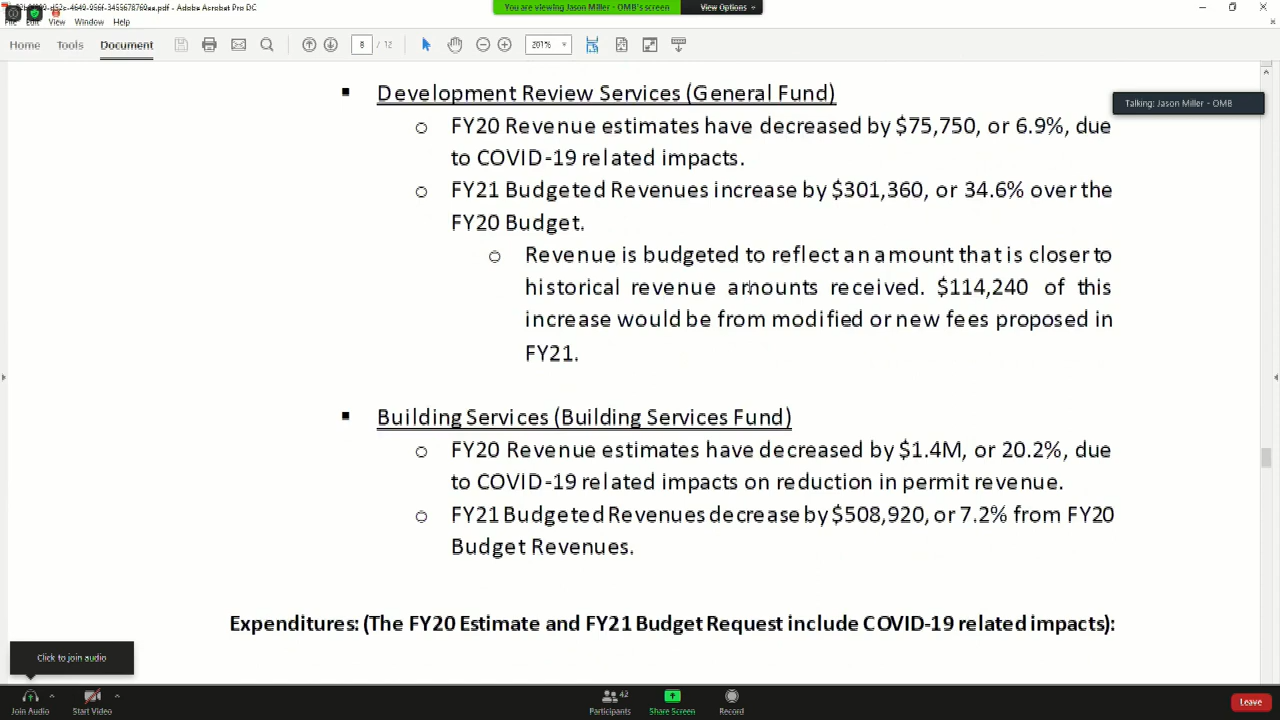 -4649-956f-3455678769ea.pdf - Adobe Acrobat Pro DC
You are viewing Jason Miller - OMB's screen
View Options
File Edit View Window Help
Home Tools Document
8 / 12
201%
Talking: Jason Miller - OMB
▪ Development Review Services (General Fund)
o FY20 Revenue estimates have decreased by $75,750, or 6.9%, due
to COVID-19 related impacts.
o FY21 Budgeted Revenues increase by $301,360, or 34.6% over the
FY20 Budget.
o Revenue is budgeted to reflect an amount that is closer to
historical revenue amounts received. $114,240 of this
increase would be from modified or new fees proposed in
FY21.
▪ Building Services (Building Services Fund)
o FY20 Revenue estimates have decreased by $1.4M, or 20.2%, due
to COVID-19 related impacts on reduction in permit revenue.
o FY21 Budgeted Revenues decrease by $508,920, or 7.2% from FY20
Budget Revenues.
Expenditures: (The FY20 Estimate and FY21 Budget Request include COVID-19 related impacts):
Click to join audio
Join Audio
Start Video
Participants 42
Share Screen
Record
Leave